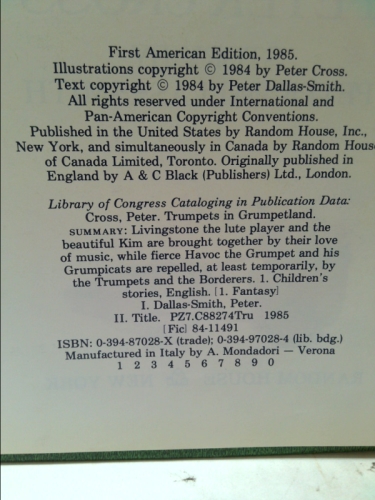 First American Edition, 1985.
Illustrations copyright © 1984 by Peter Cross.
Text copyright © 1984 by Peter Dallas-Smith.
All rights reserved under International and
Pan-American Copyright Conventions.
Published in the United States by Random House, Inc.,
New York, and simultaneously in Canada by Random Hous
of Canada Limited, Toronto. Originally published in
England by A & C Black (Publishers) Ltd., London.
Library of Congress Cataloging in Publication Data:
Cross, Peter. Trumpets in Grumpetland.
SUMMARY: Livingstone the lute player and the
beautiful Kim are brought together by their love
of music, while fierce Havoc the Grumpet and his
Grumpicats are repelled, at least temporarily, by
the Trumpets and the Borderers. 1. Children's
stories, English. [1. Fantasy]
I. Dallas-Smith, Peter.
II. Title. PZ7.C88274Tru 1985
[Fic] 84-11491
ISBN: 0-394-87028-X (trade); 0-394-97028-4 (lib. bdg.)
Manufactured in Italy by A. Mondadori — Verona
1 2 3 4 5 6 7 8 9 0